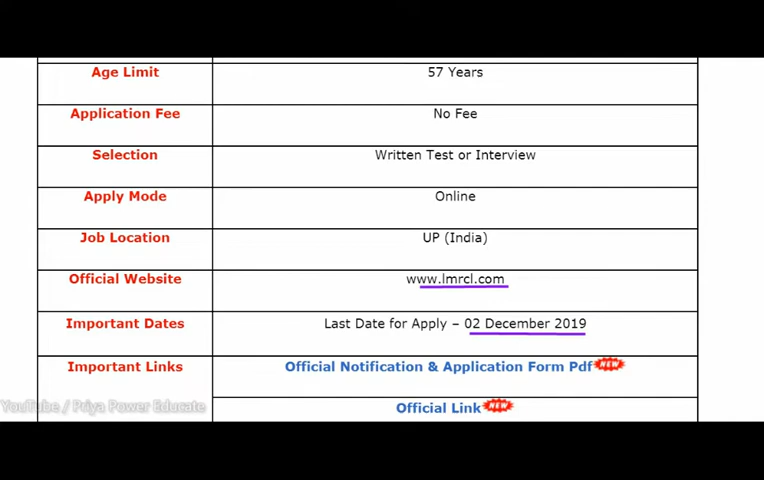 Age Limit 57 Years
Application Fee No Fee
Selection Written Test or Interview
Apply Mode Online
Job Location UP (India)
Official Website www.lmrcl.com
Important Dates Last Date for Apply – 02 December 2019
Important Links Official Notification & Application Form Pdf NEW
YouTube / Priya Power Educate
Official Link NEW